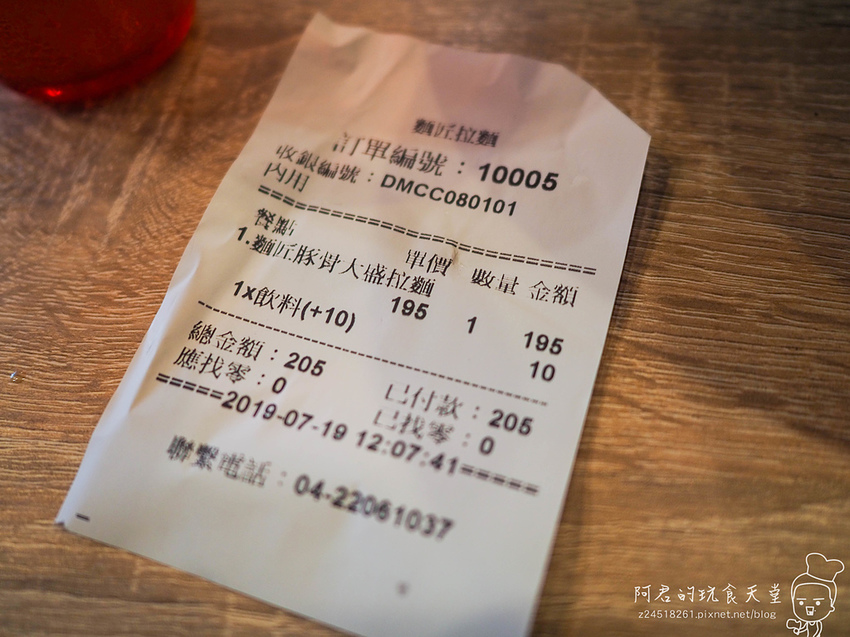 麵匠拉麵
訂單編號：10005
收銀編號：DMCC080101
內用
==============================
餐點 單價 數量 金額
1.麵匠豚骨大盛拉麵 195 1 195
1x飲料(+10) 10
------------------------------
總金額：205 已付款：205
應找零：0 已找零：0
=====2019-07-19 12:07:41=====
聯繫電話：04-22061037
阿君的玩食天堂
z24518261.pixnet.net/blog